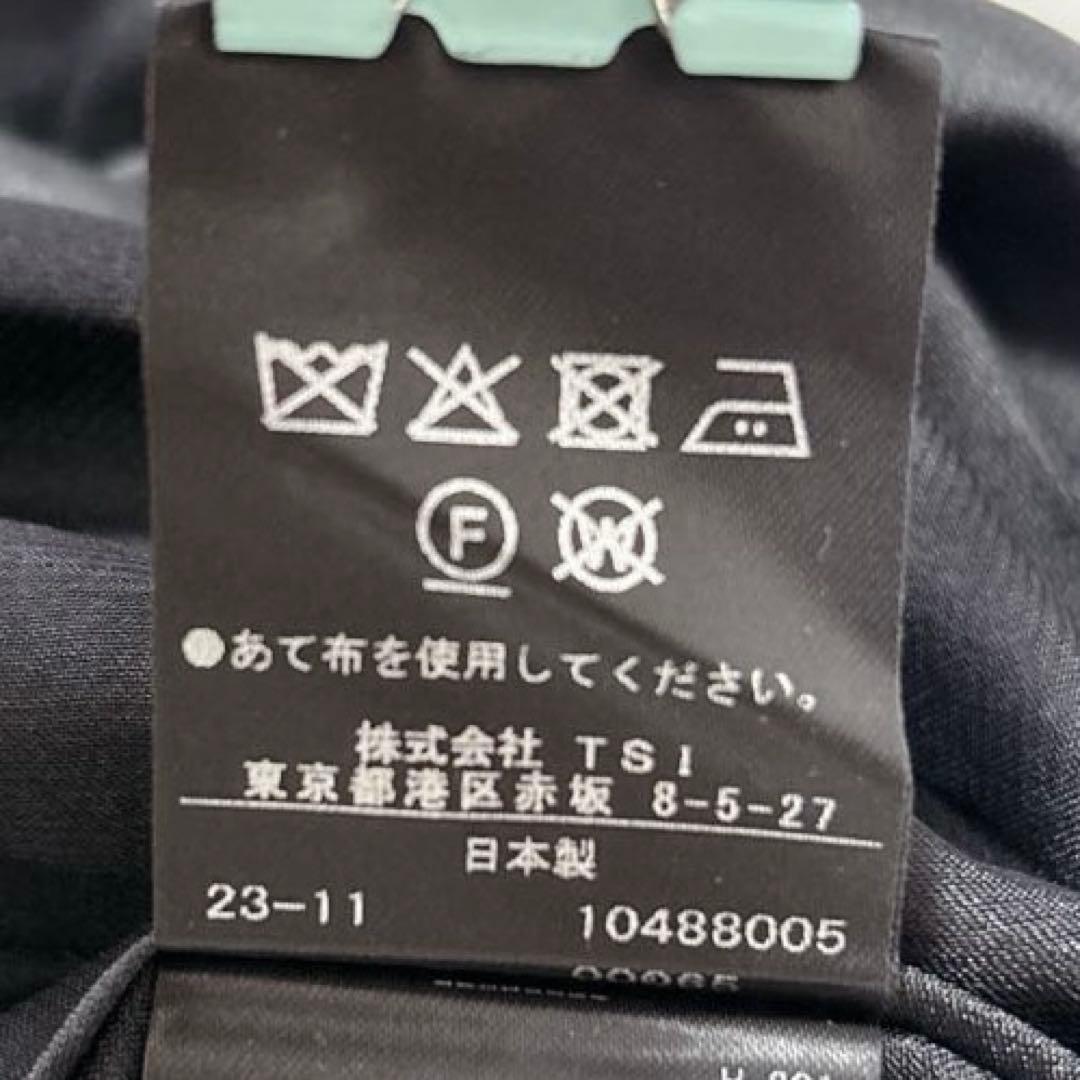 F W
●あて布を使用してください。
株式会社 TSI
東京都港区赤坂 8-5-27
日本製
23-11 10488005